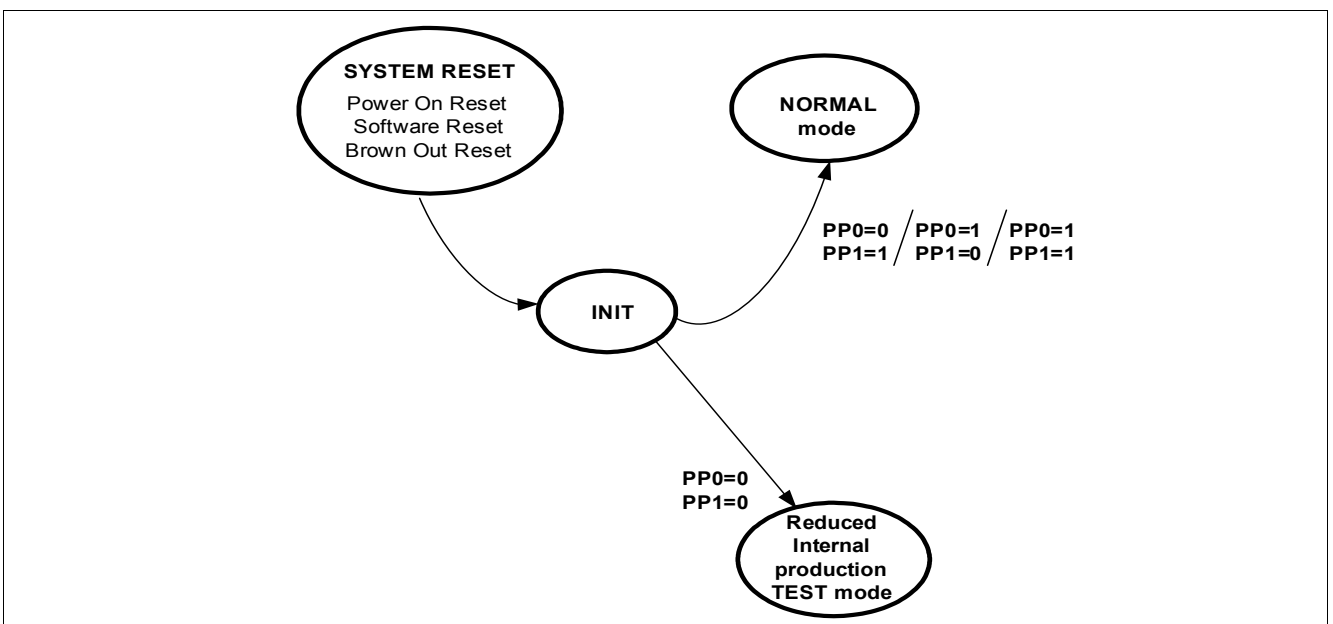 SYSTEM RESET
Power On Reset
Software Reset
Brown Out Reset
NORMAL
mode
PP0=0 / PP0=1 / PP0=1
PP1=1 / PP1=0 / PP1=1
INIT
PP0=0
PP1=0
Reduced
Internal
production
TEST mode